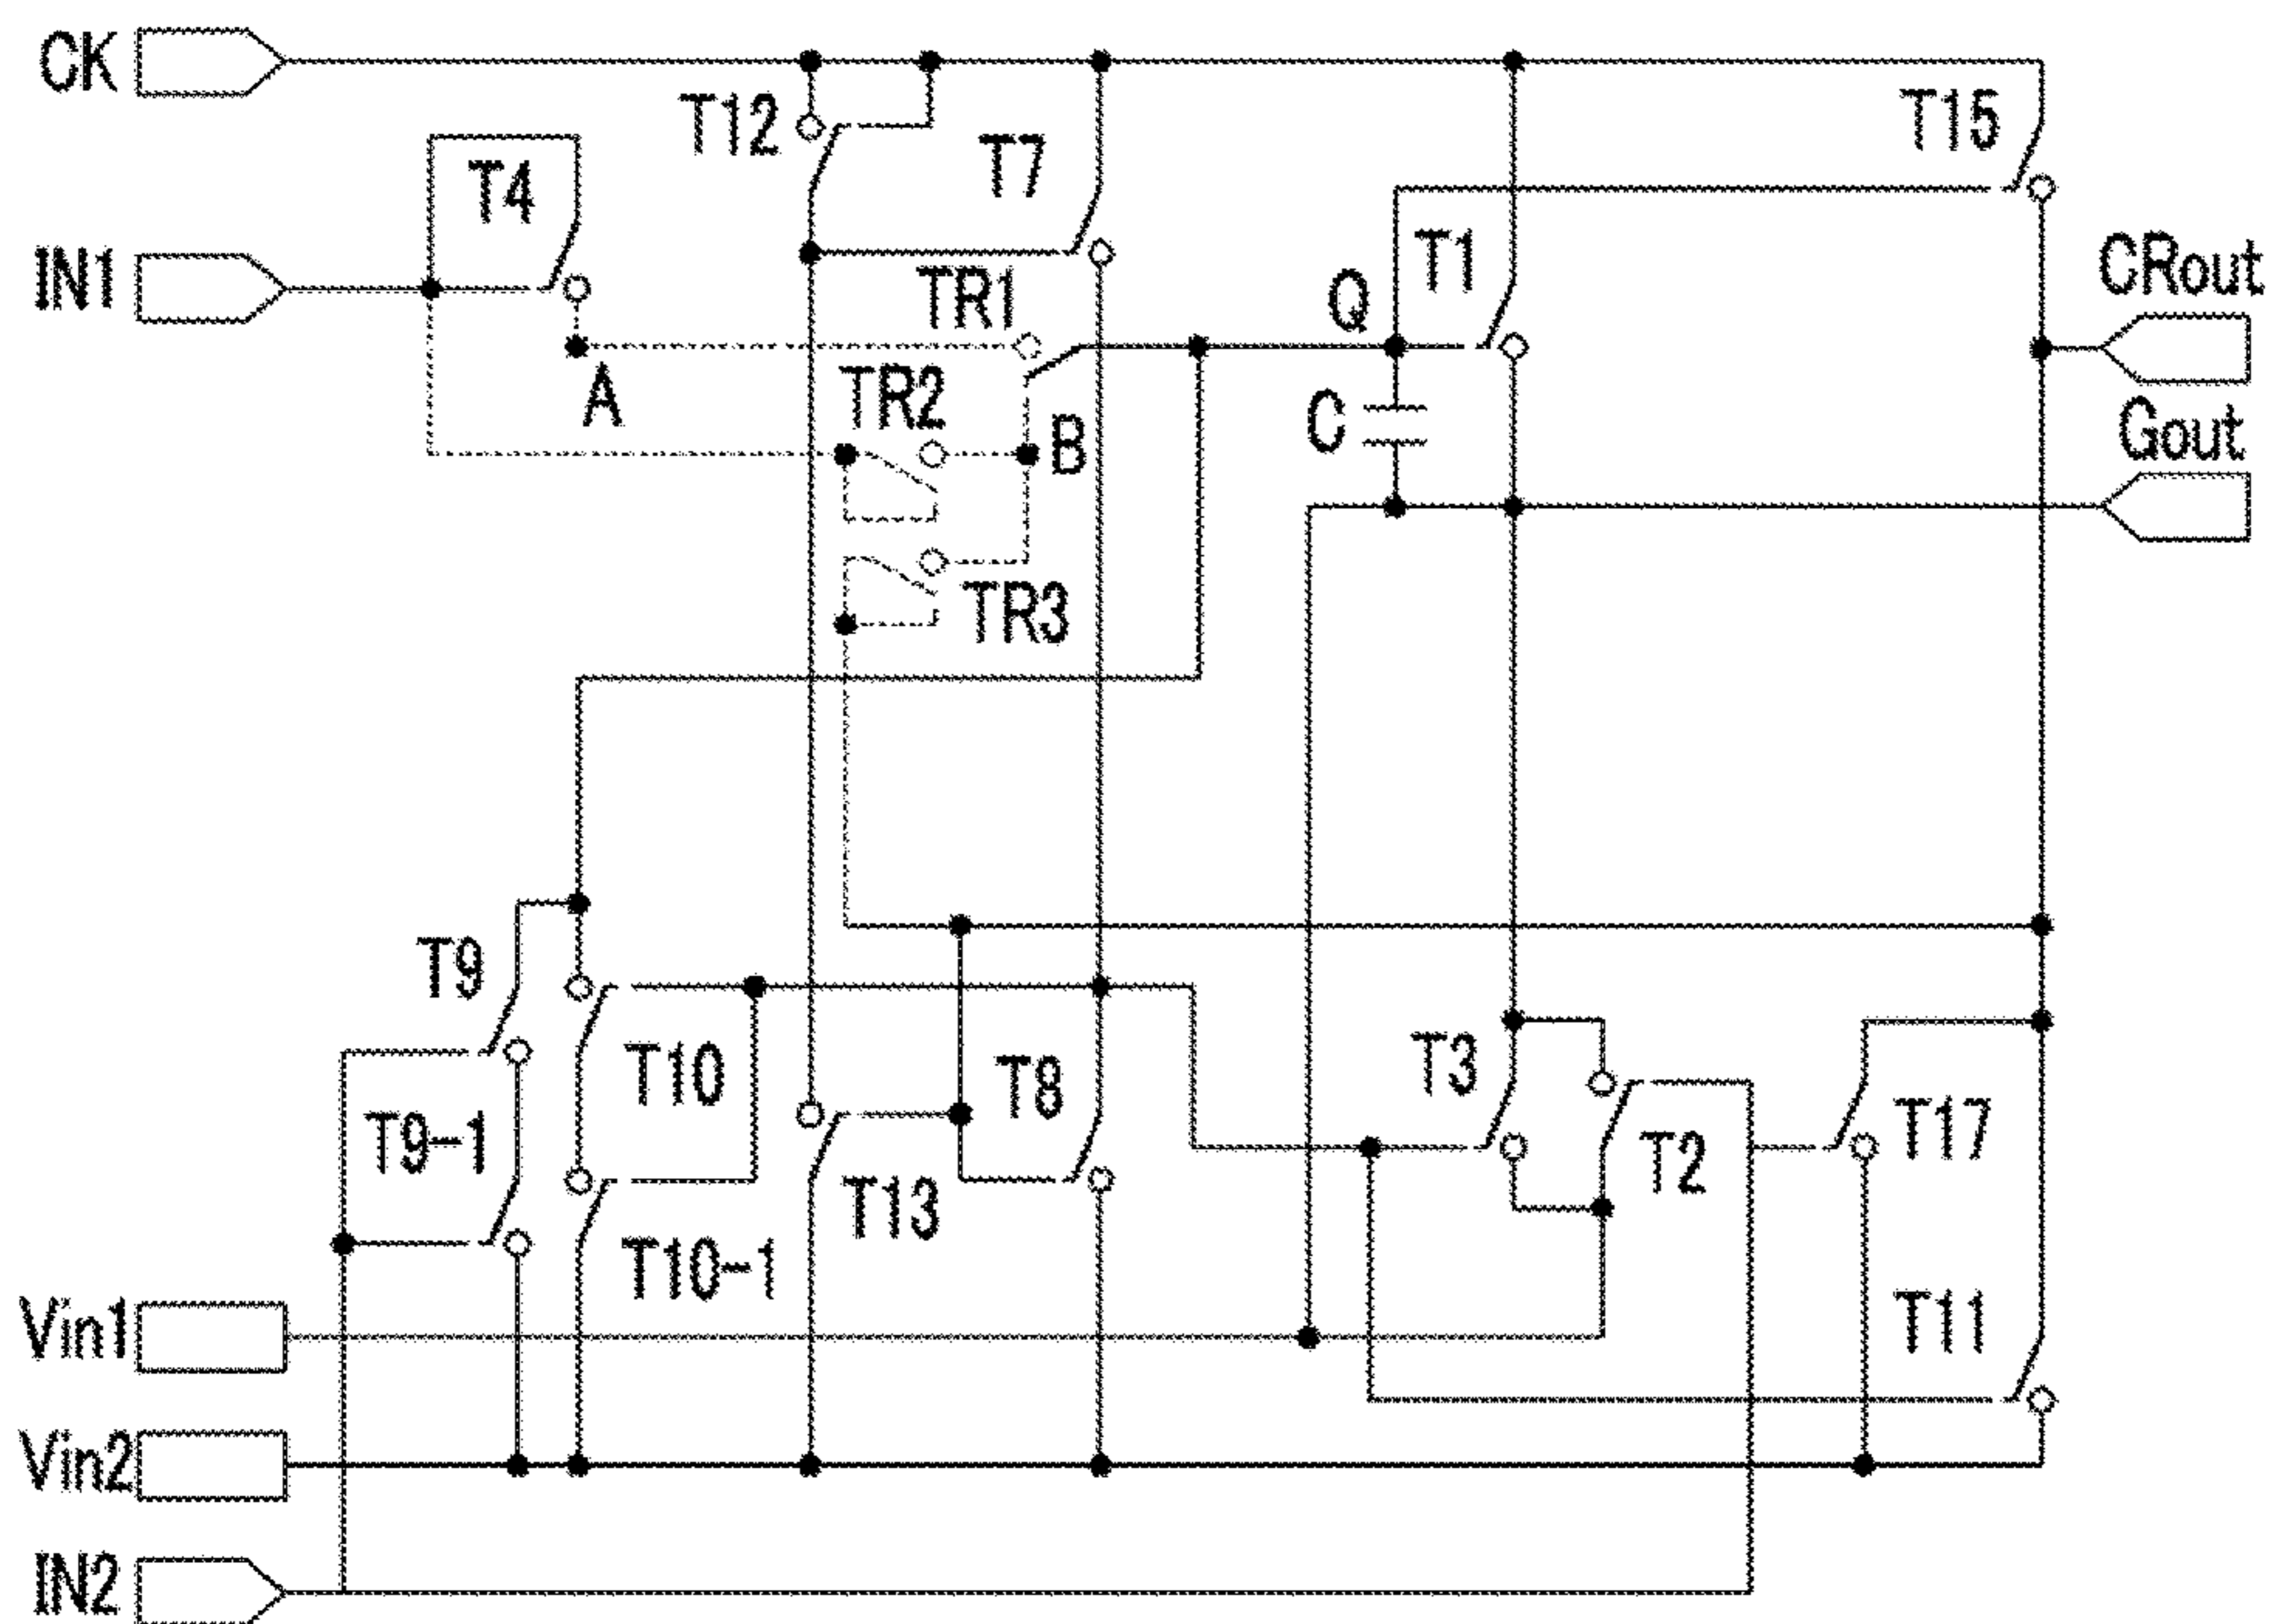 CK
T12
T7
T15
T4
IN1
TR1
Q
T1
CRout
A
TR2
B
C
Gout
TR3
T9
T10
T9-1
T8
T3
T13
T2
T17
T10-1
Vin1
T11
Vin2
IN2